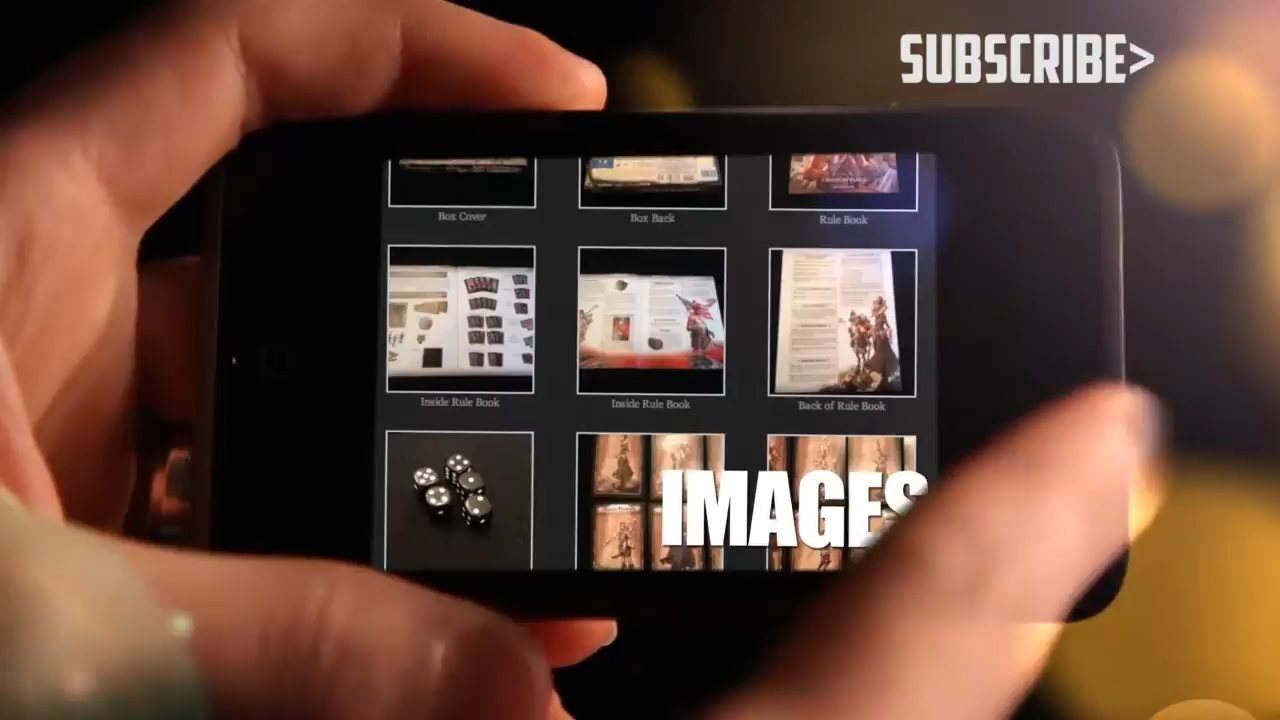 SUBSCRIBE>
Box Cover
Box Back
Rule Book
Inside Rule Book
Inside Rule Book
Back of Rule Book
IMAGES